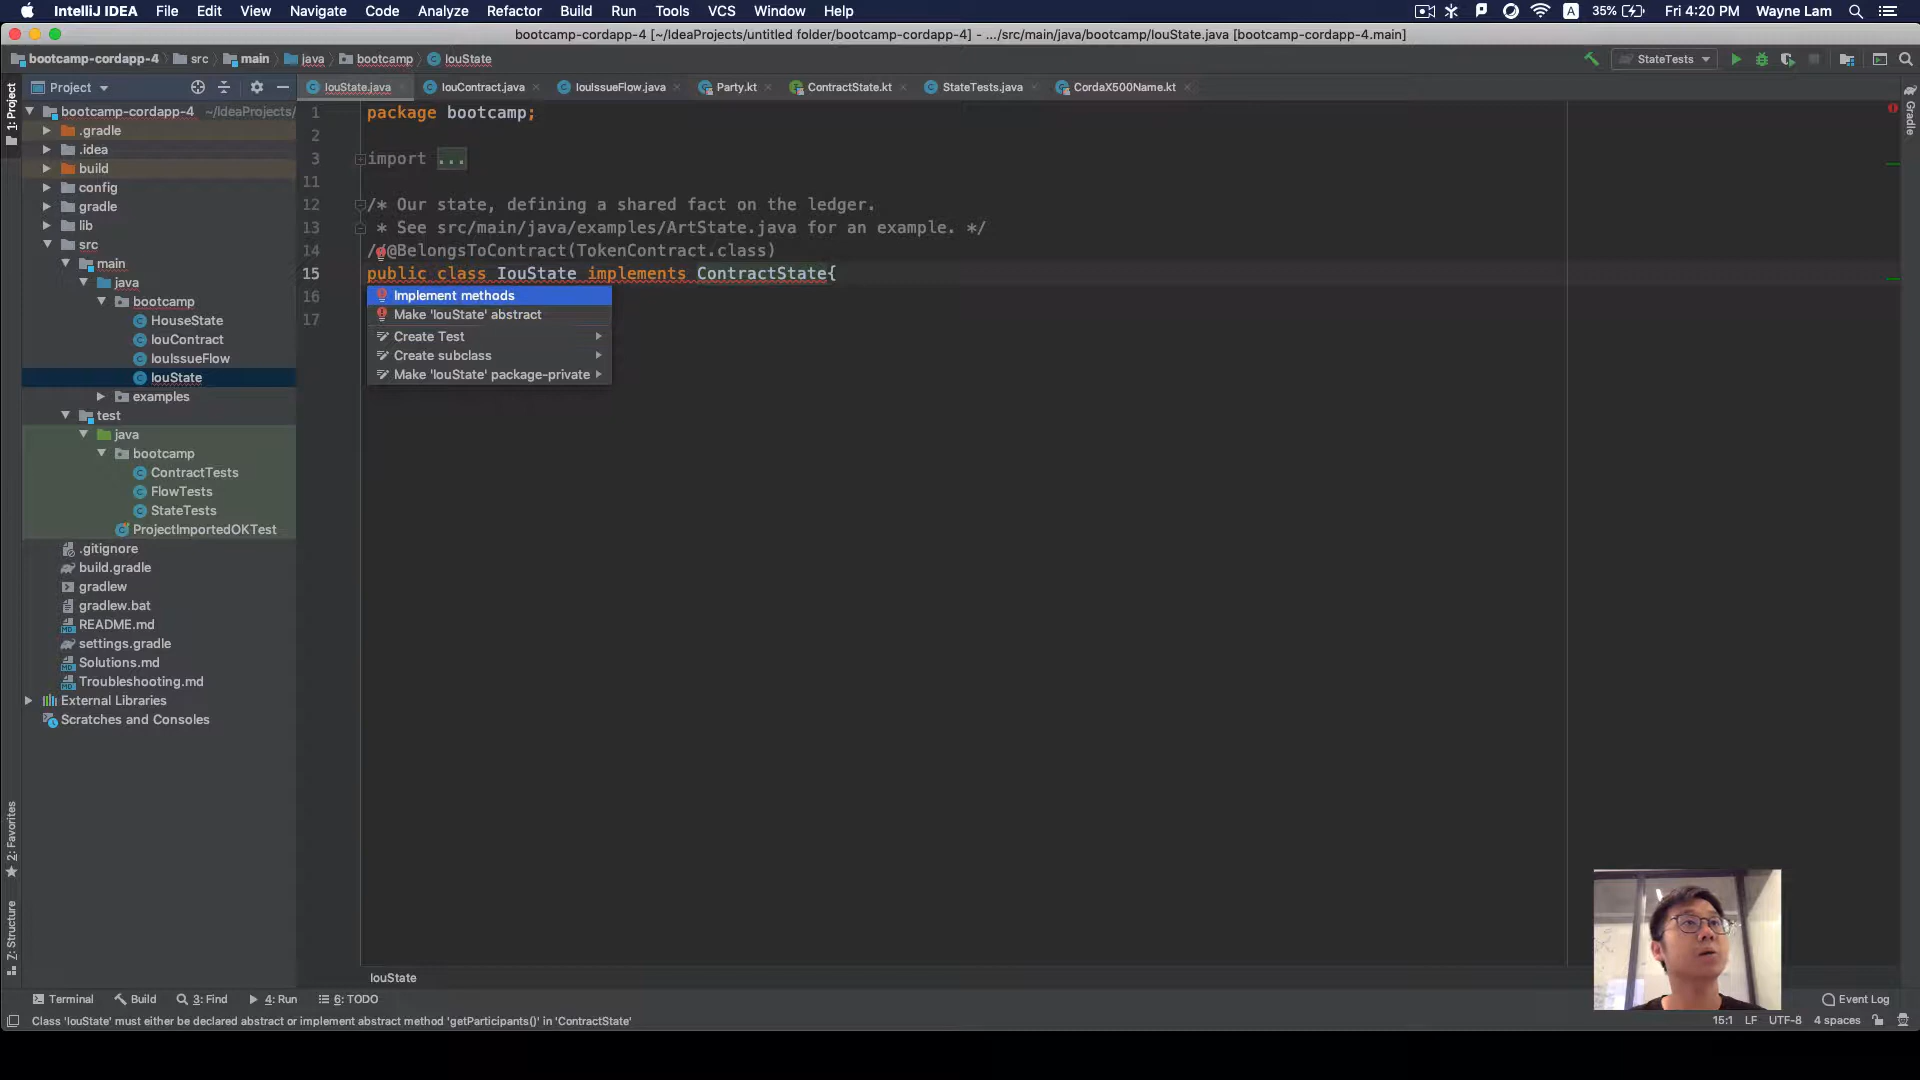 IntelliJ IDEA File Edit View Navigate Code Analyze Refactor Build Run Tools VCS Window Help 35% Fri 4:20 PM Wayne Lam
bootcamp-cordapp-4 [~/IdeaProjects/untitled folder/bootcamp-cordapp-4] - .../src/main/java/bootcamp/IouState.java [bootcamp-cordapp-4.main]
bootcamp-cordapp-4 src main java bootcamp IouState StateTests
Project IouState.java IouContract.java IouIssueFlow.java Party.kt ContractState.kt StateTests.java CordaX500Name.kt
1: Project
Gradle
bootcamp-cordapp-4 ~/IdeaProjects/
.gradle
.idea
build
config
gradle
lib
src
main
java
bootcamp
HouseState
IouContract
IouIssueFlow
IouState
examples
test
java
bootcamp
ContractTests
FlowTests
StateTests
ProjectImportedOKTest
.gitignore
build.gradle
gradlew
gradlew.bat
README.md
settings.gradle
Solutions.md
Troubleshooting.md
External Libraries
Scratches and Consoles
1 package bootcamp;
2
3 import ...
11
12 /* Our state, defining a shared fact on the ledger.
13 * See src/main/java/examples/ArtState.java for an example. */
14 //@BelongsToContract(TokenContract.class)
15 public class IouState implements ContractState{
16
17
Implement methods
Make 'IouState' abstract
Create Test
Create subclass
Make 'IouState' package-private
2: Favorites
Z: Structure
IouState
Terminal Build 3: Find 4: Run 6: TODO Event Log
Class 'IouState' must either be declared abstract or implement abstract method 'getParticipants()' in 'ContractState' 15:1 LF UTF-8 4 spaces